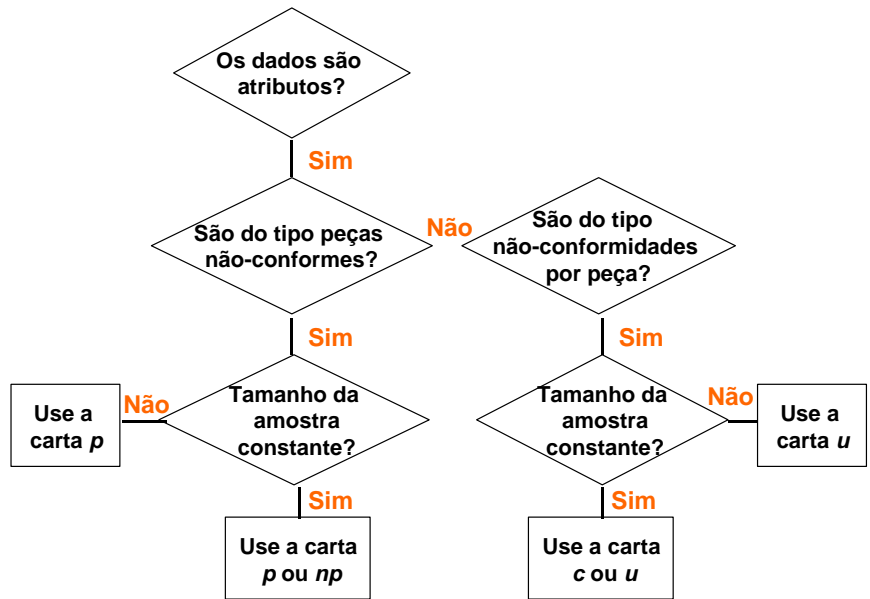 Os dados são
atributos?
Sim
São do tipo peças
não-conformes?
Não
São do tipo
não-conformidades
por peça?
Sim
Sim
Use a
carta p
Não
Tamanho da
amostra
constante?
Tamanho da
amostra
constante?
Não
Use a
carta u
Sim
Sim
Use a carta
p ou np
Use a carta
c ou u